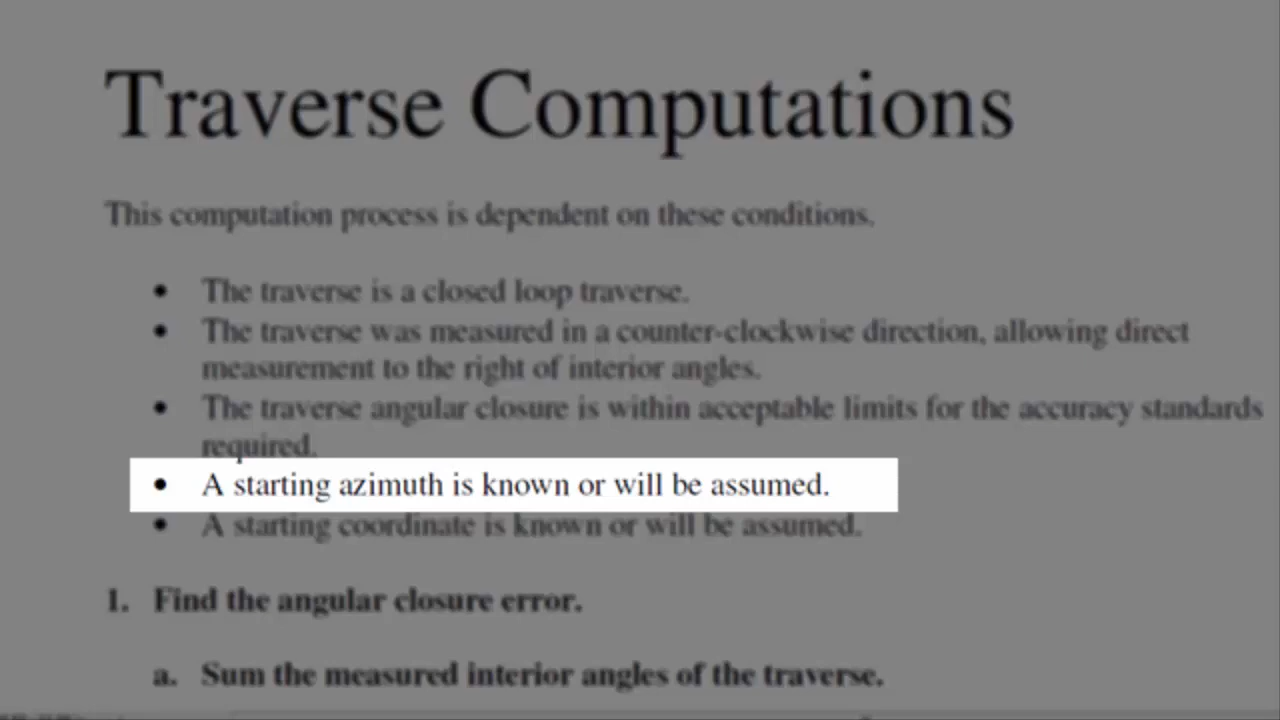 Traverse Computations
This computation process is dependent on these conditions.
• The traverse is a closed loop traverse.
• The traverse was measured in a counter-clockwise direction, allowing direct
measurement to the right of interior angles.
• The traverse angular closure is within acceptable limits for the accuracy standards
required.
• A starting azimuth is known or will be assumed.
• A starting coordinate is known or will be assumed.
1. Find the angular closure error.
a. Sum the measured interior angles of the traverse.